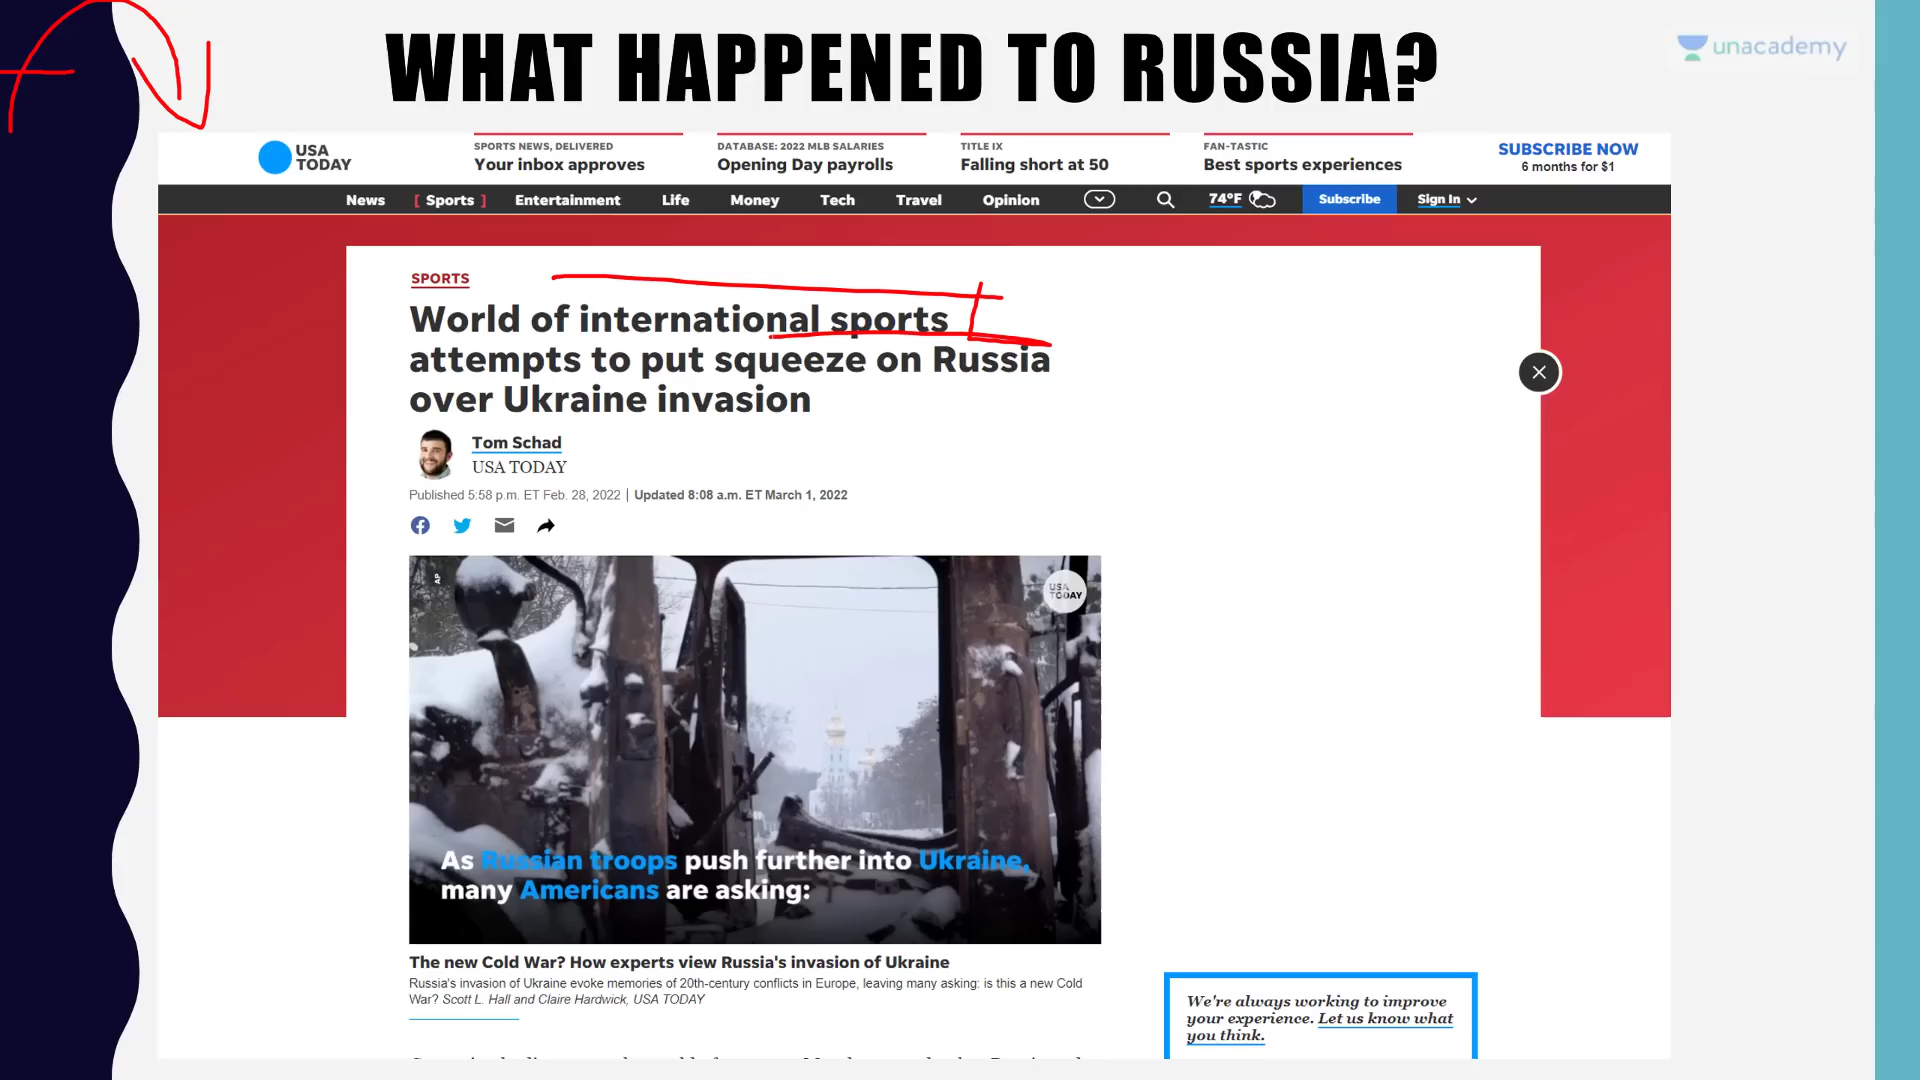 WHAT HAPPENED TO RUSSIA?
unacademy
USA
TODAY
SPORTS NEWS, DELIVERED
Your inbox approves
DATABASE: 2022 MLB SALARIES
Opening Day payrolls
TITLE IX
Falling short at 50
FAN-TASTIC
Best sports experiences
SUBSCRIBE NOW
6 months for $1
News [ Sports ] Entertainment Life Money Tech Travel Opinion 74°F Subscribe Sign In
SPORTS
World of international sports
attempts to put squeeze on Russia
over Ukraine invasion
Tom Schad
USA TODAY
Published 5:58 p.m. ET Feb. 28, 2022 | Updated 8:08 a.m. ET March 1, 2022
AP
USA
TODAY
As Russian troops push further into Ukraine,
many Americans are asking:
The new Cold War? How experts view Russia's invasion of Ukraine
Russia's invasion of Ukraine evoke memories of 20th-century conflicts in Europe, leaving many asking: is this a new Cold
War? Scott L. Hall and Claire Hardwick, USA TODAY
We're always working to improve
your experience. Let us know what
you think.